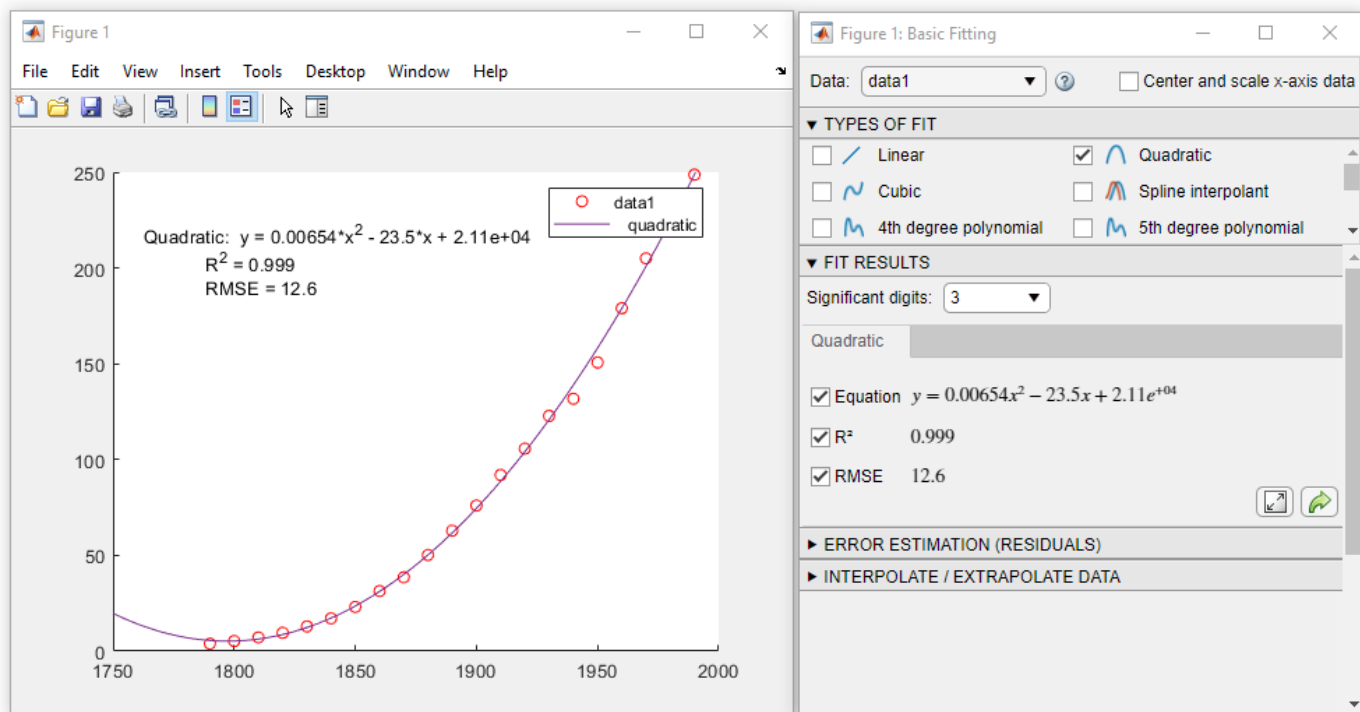 Figure 1
File Edit View Insert Tools Desktop Window Help
250
200
150
100
50
0
1750 1800 1850 1900 1950 2000
data1
quadratic
Quadratic: y = 0.00654*x² - 23.5*x + 2.11e+04
R² = 0.999
RMSE = 12.6
Figure 1: Basic Fitting
Data: data1 Center and scale x-axis data
TYPES OF FIT
Linear Quadratic
Cubic Spline interpolant
4th degree polynomial 5th degree polynomial
FIT RESULTS
Significant digits: 3
Quadratic
Equation y = 0.00654x² − 23.5x + 2.11e⁺⁰⁴
R² 0.999
RMSE 12.6
ERROR ESTIMATION (RESIDUALS)
INTERPOLATE / EXTRAPOLATE DATA